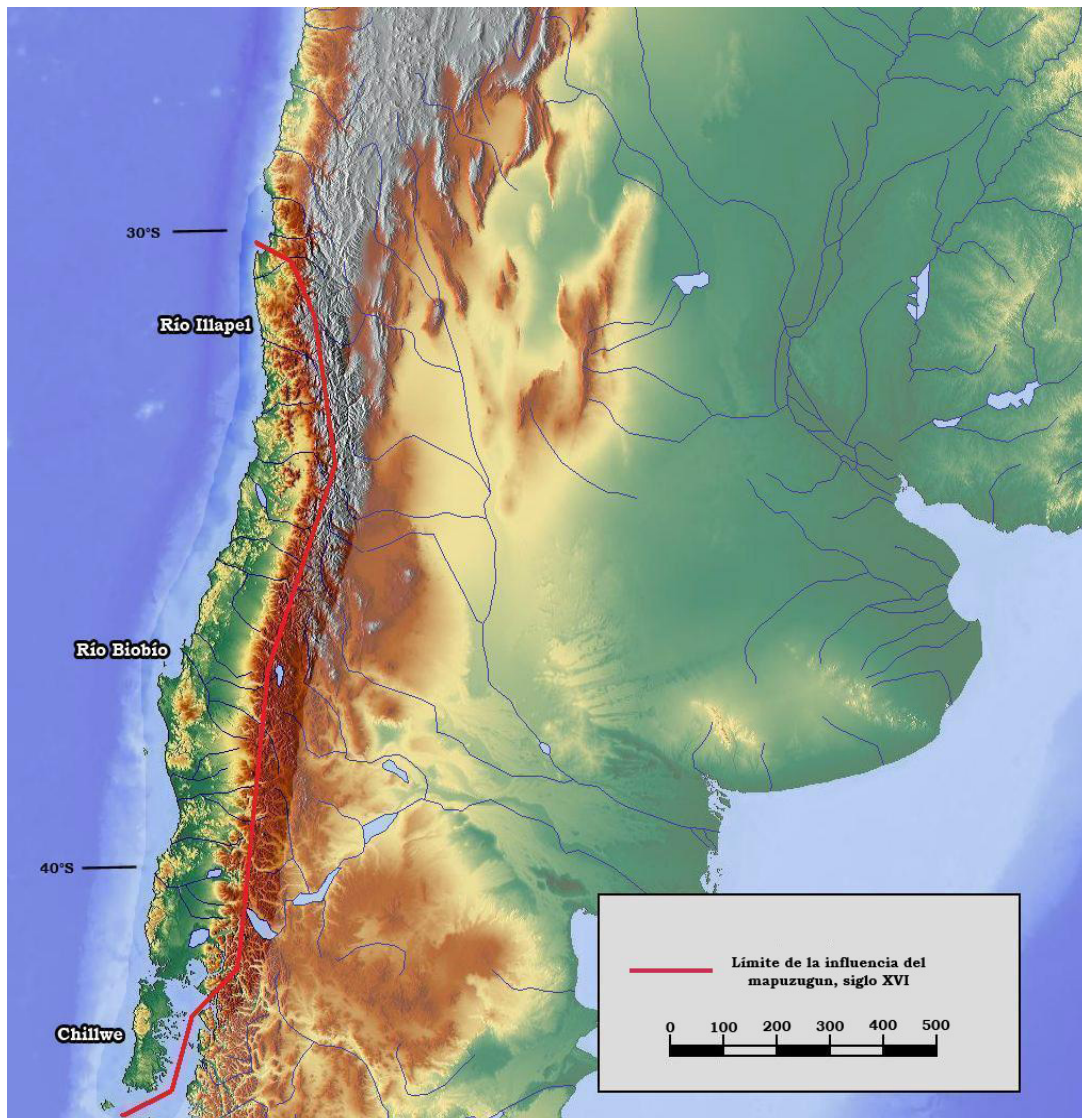 30°S
Río Illapel
Río Biobío
40°S
Chillwe
Límite de la influencia del
mapuzugun, siglo XVI
0 100 200 300 400 500